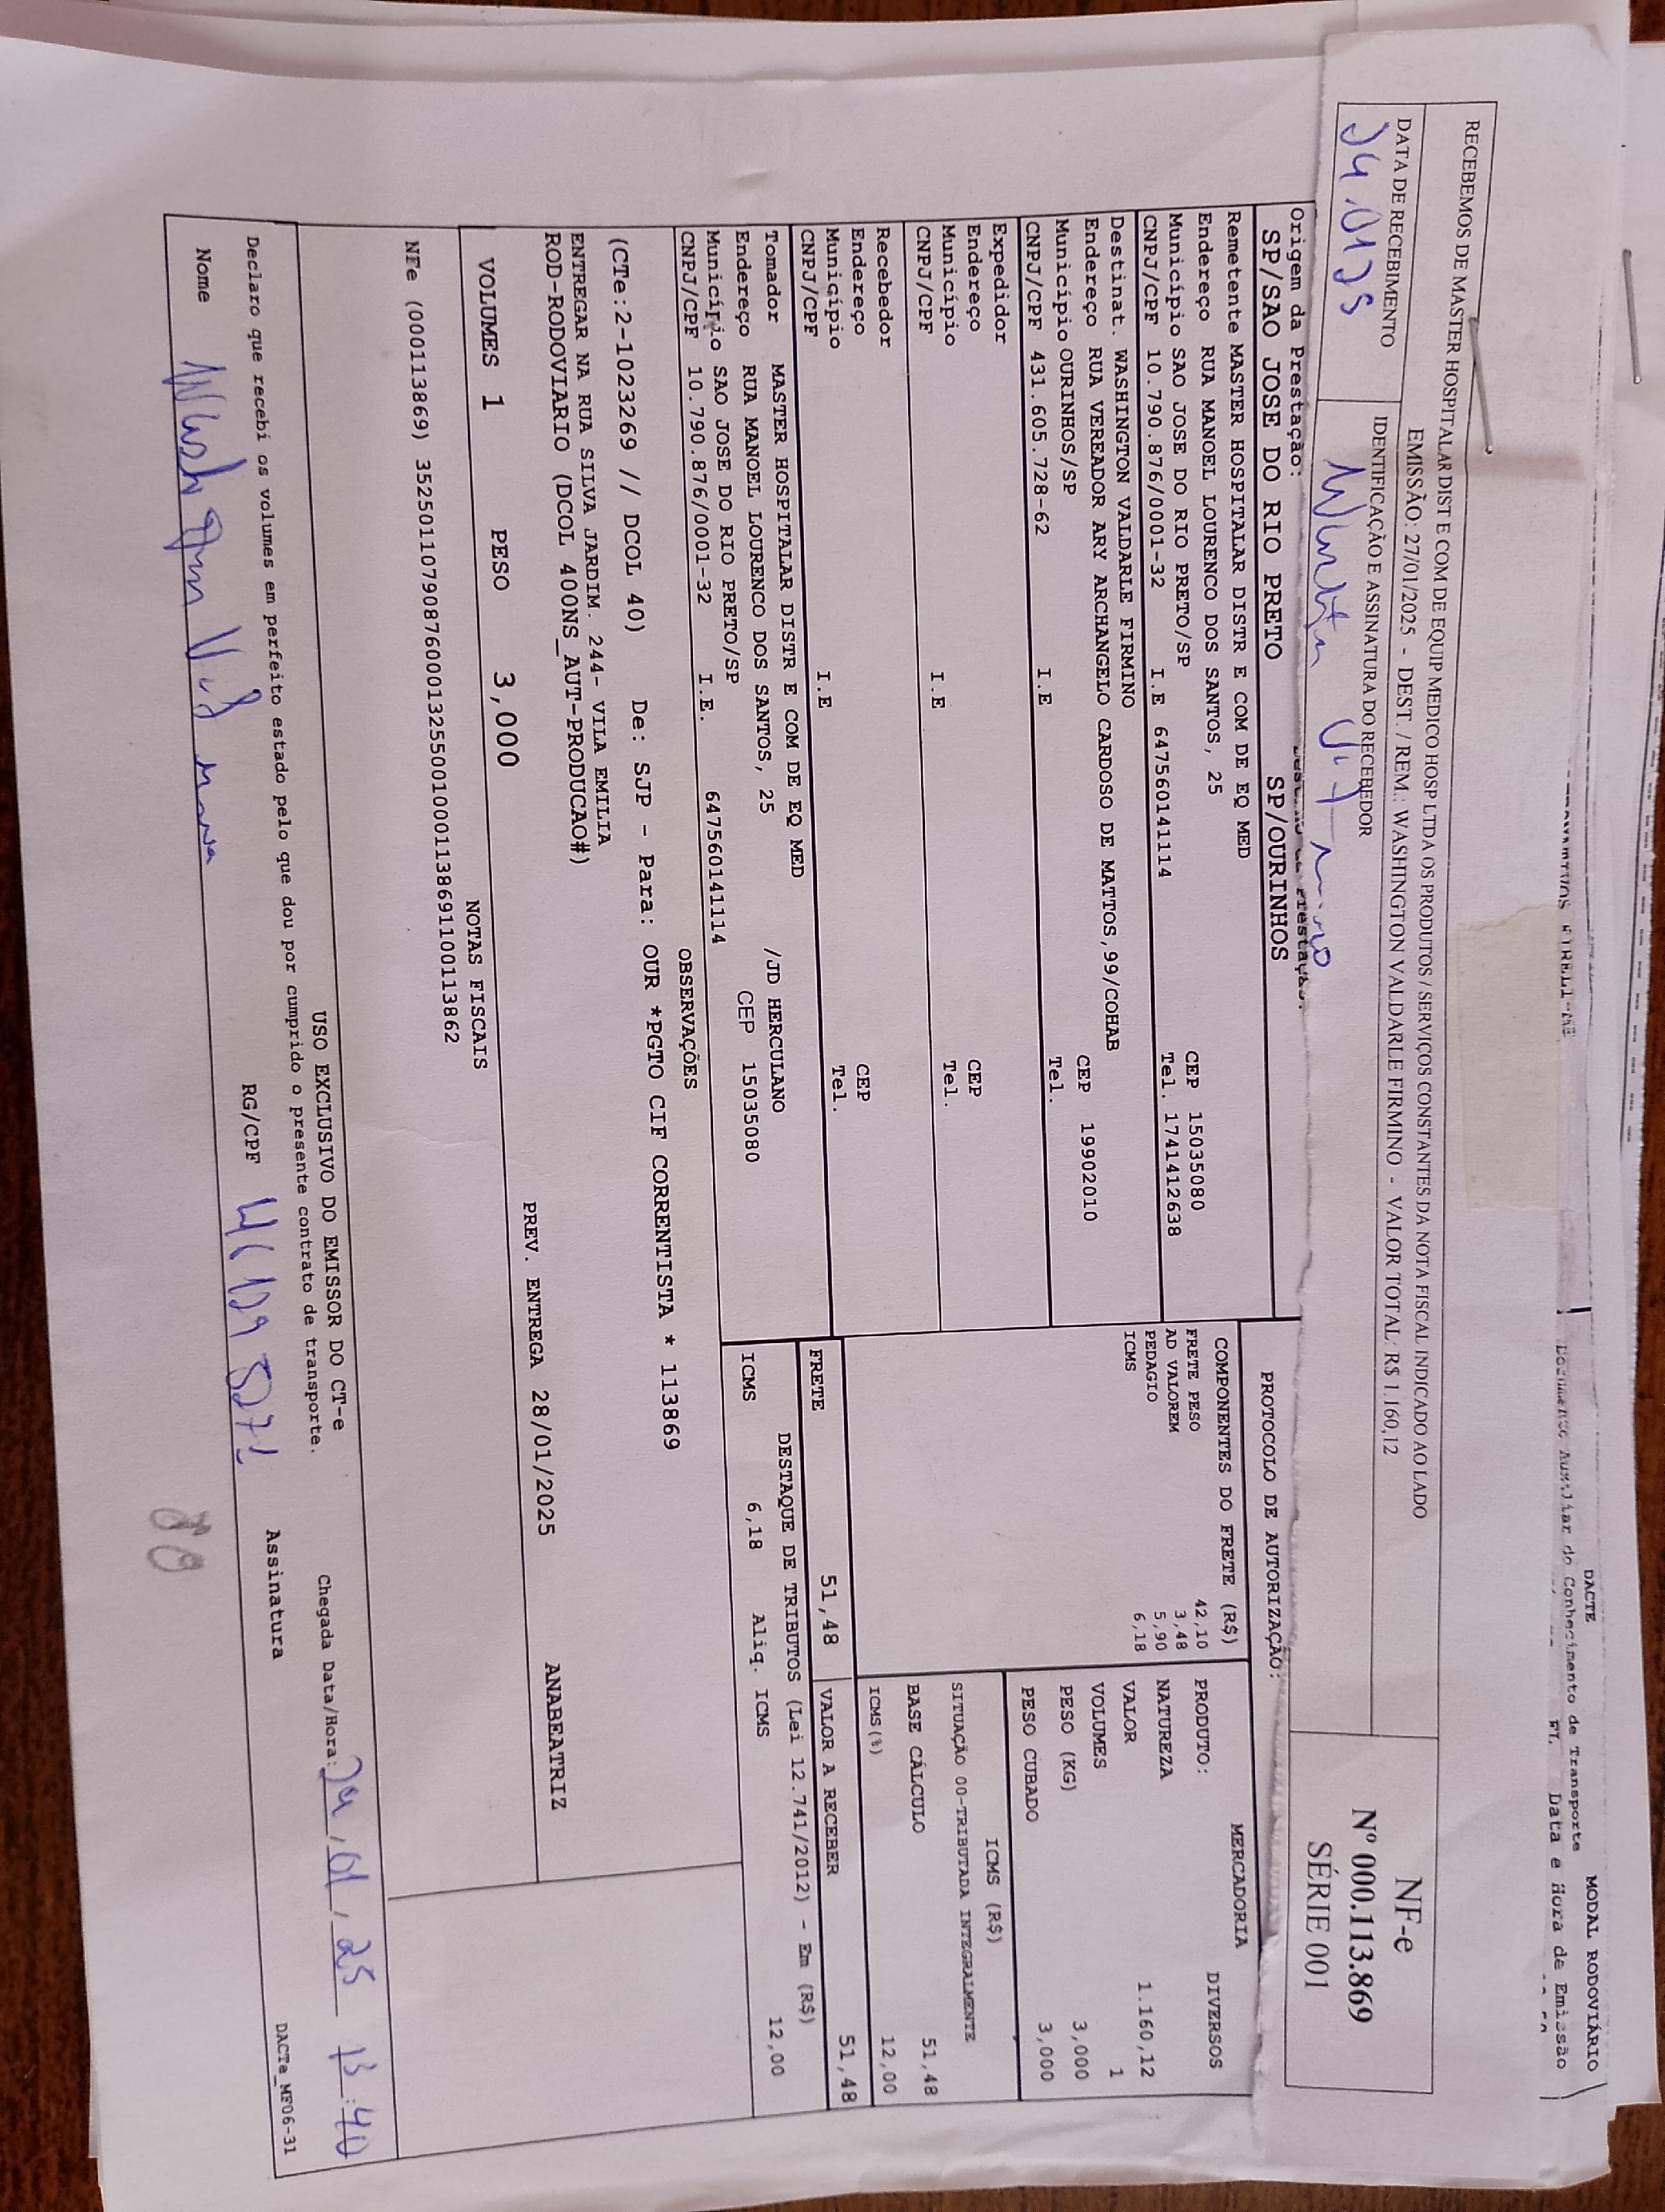 DACTE
MODAL RODOVIÁRIO
Documento Auxiliar do Conhecimento de Transporte
FL. Data e Hora de Emissão
RECEBEMOS DE MASTER HOSPITALAR DIST E COM DE EQUIP MEDICO HOSP LTDA OS PRODUTOS / SERVIÇOS CONSTANTES DA NOTA FISCAL INDICADO AO LADO
EMISSÃO: 27/01/2025 - DEST. / REM.: WASHINGTON VALDARLE FIRMINO - VALOR TOTAL: R$ 1.160,12
DATA DE RECEBIMENTO
IDENTIFICAÇÃO E ASSINATURA DO RECEBEDOR
NF-e
Nº 000.113.869
SÉRIE 001
Origem da Prestação:
SP/SAO JOSE DO RIO PRETO
SP/OURINHOS
PROTOCOLO DE AUTORIZAÇÃO:
Remetente MASTER HOSPITALAR DISTR E COM DE EQ MED
Endereço RUA MANOEL LOURENCO DOS SANTOS, 25
CEP 15035080
Município SAO JOSE DO RIO PRETO/SP
Tel. 1741412638
CNPJ/CPF 10.790.876/0001-32 I.E 647560141114
Destinat. WASHINGTON VALDARLE FIRMINO
Endereço RUA VEREADOR ARY ARCHANGELO CARDOSO DE MATTOS,99/COHAB
CEP 19902010
Município OURINHOS/SP
Tel.
CNPJ/CPF 431.605.728-62 I.E
Expedidor
Endereço
CEP
Município
Tel.
CNPJ/CPF I.E
Recebedor
Endereço
CEP
Município
Tel.
CNPJ/CPF I.E
Tomador MASTER HOSPITALAR DISTR E COM DE EQ MED
Endereço RUA MANOEL LOURENCO DOS SANTOS, 25 /JD HERCULANO
Município SAO JOSE DO RIO PRETO/SP CEP 15035080
CNPJ/CPF 10.790.876/0001-32 I.E. 647560141114
COMPONENTES DO FRETE (R$)
FRETE PESO 42,10
AD VALOREM 3,48
PEDAGIO 5,90
ICMS 6,18
MERCADORIA
PRODUTO: DIVERSOS
NATUREZA
VALOR 1.160,12
VOLUMES 1
PESO (KG) 3,000
PESO CUBADO 3,000
ICMS (R$)
SITUAÇÃO 00-TRIBUTADA INTEGRALMENTE
BASE CÁLCULO 51,48
ICMS(%) 12,00
FRETE 51,48
VALOR A RECEBER 51,48
DESTAQUE DE TRIBUTOS (Lei 12.741/2012) - Em (R$)
ICMS 6,18 Aliq. ICMS 12,00
OBSERVAÇÕES
(CTe:2-1023269 // DCOL 40) De: SJP - Para: OUR *PGTO CIF CORRENTISTA * 113869
ENTREGAR NA RUA SILVA JARDIM. 244- VILA EMILIA
ROD-RODOVIARIO (DCOL 400NS_AUT-PRODUCAO#)
VOLUMES 1 PESO 3,000 PREV. ENTREGA 28/01/2025 ANABEATRIZ
NOTAS FISCAIS
NFe (000113869) 35250110790876000132550010001138691100113862
USO EXCLUSIVO DO EMISSOR DO CT-e
Declaro que recebi os volumes em perfeito estado pelo que dou por cumprido o presente contrato de transporte.
Chegada Data/Hora: 29/01/25 13:40
Nome
RG/CPF
Assinatura
DACTe_MF06-31